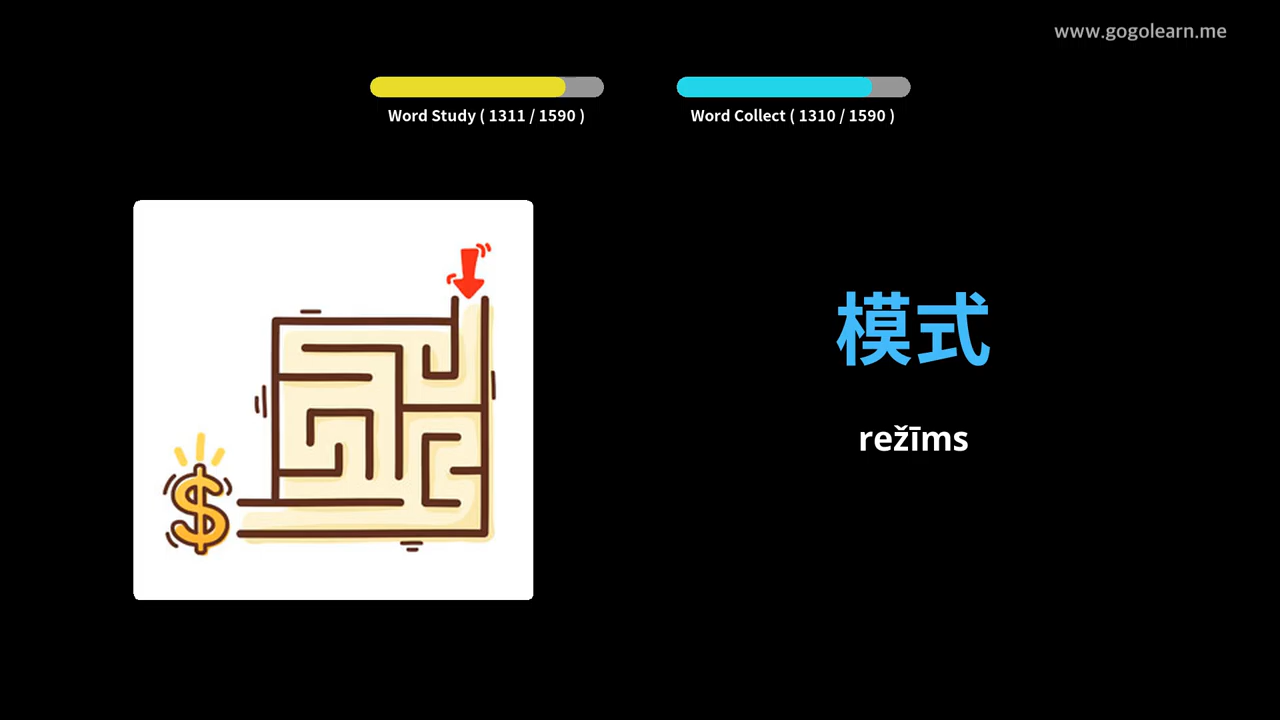 www.gogolearn.me
Word Study ( 1311 / 1590 )
Word Collect ( 1310 / 1590 )
$
模式
režīms